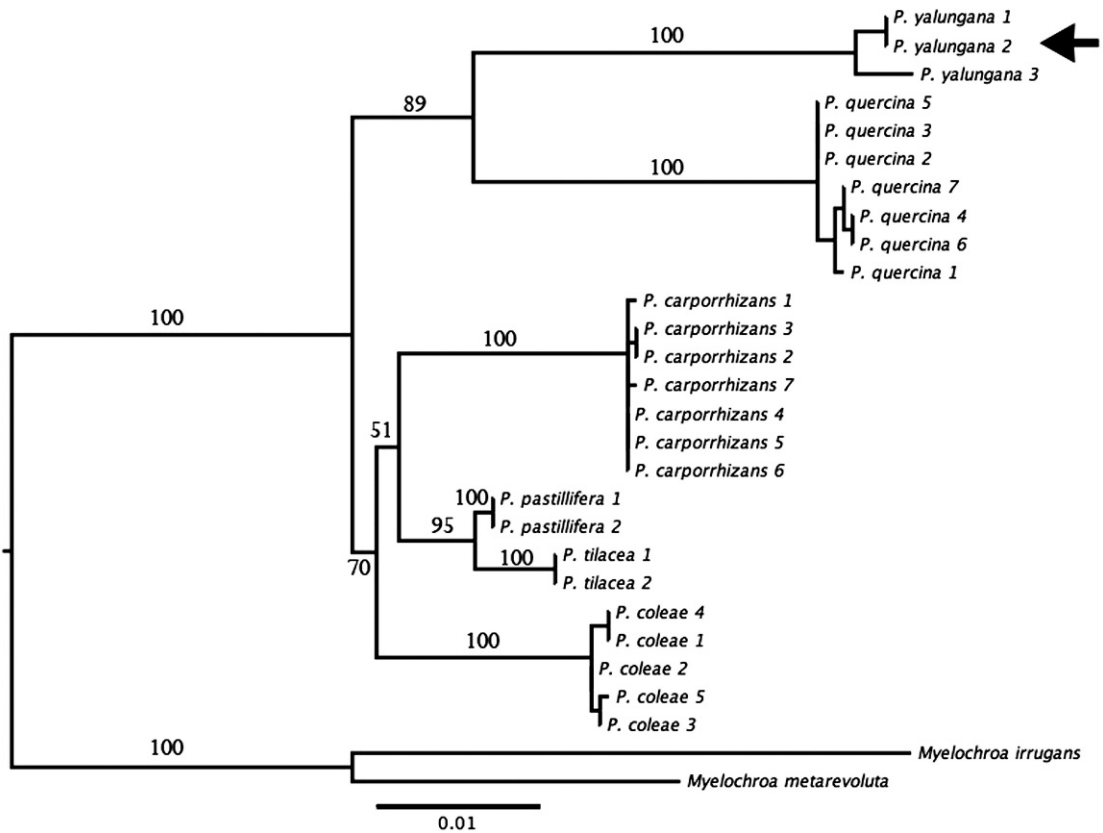 P. yalungana 1
100
P. yalungana 2
P. yalungana 3
89
P. quercina 5
P. quercina 3
P. quercina 2
100
P. quercina 7
P. quercina 4
P. quercina 6
P. quercina 1
P. carporrhizans 1
100
P. carporrhizans 3
100
P. carporrhizans 2
P. carporrhizans 7
P. carporrhizans 4
51
P. carporrhizans 5
P. carporrhizans 6
100
P. pastillifera 1
95
P. pastillifera 2
100
P. tilacea 1
70
P. tilacea 2
P. coleae 4
100
P. coleae 1
P. coleae 2
P. coleae 5
P. coleae 3
100
Myelochroa irrugans
Myelochroa metarevoluta
0.01